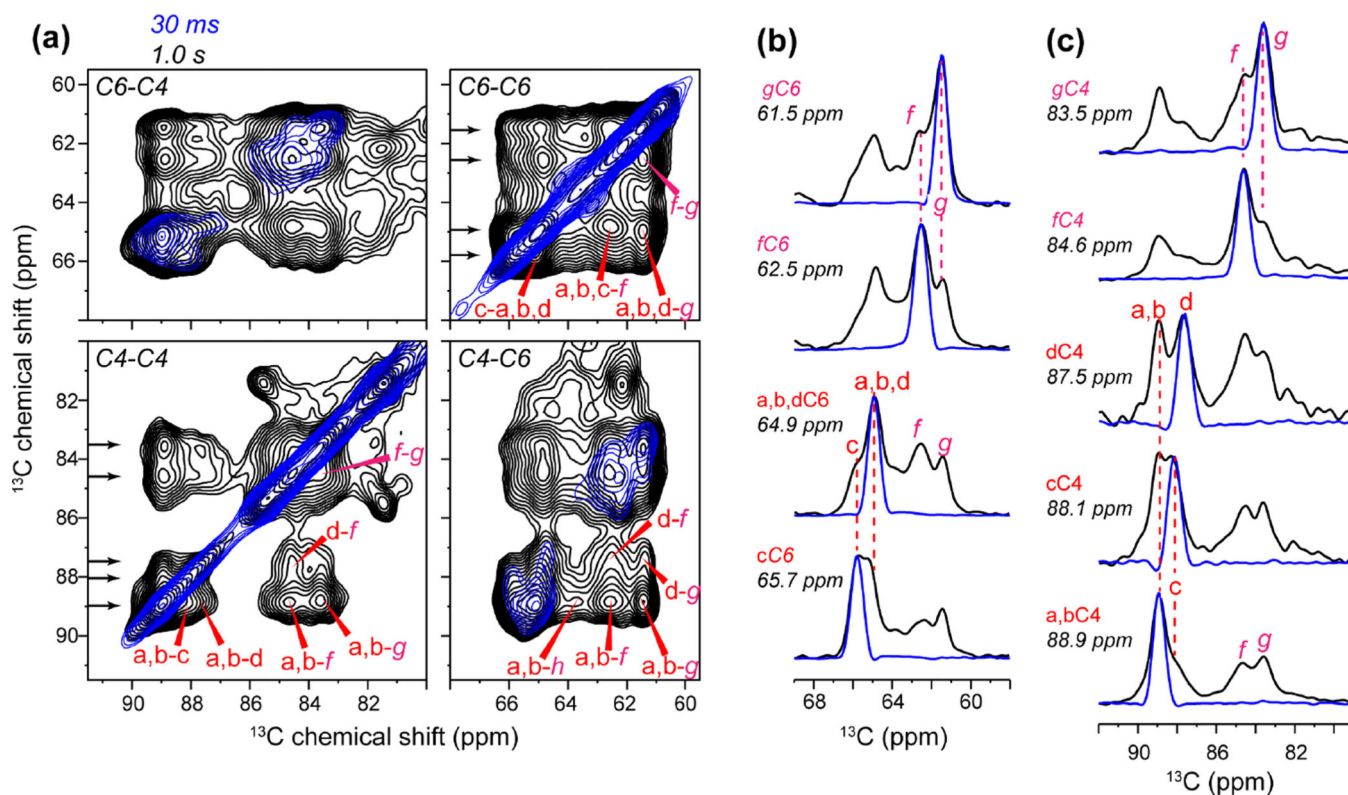 (a)
30 ms
1.0 s
C6-C4
C6-C6
60
62
64
66
f-g
c-a,b,d
a,b,c-f
a,b,d-g
C4-C4
C4-C6
82
84
86
88
90
f-g
d-f
a,b-c
a,b-d
a,b-f
a,b-g
d-f
d-g
a,b-h
a,b-f
a,b-g
90 88 86 84 82
66 64 62 60
13C chemical shift (ppm)
13C chemical shift (ppm)
(b)
gC6
61.5 ppm
f
g
fC6
62.5 ppm
a,b,dC6
64.9 ppm
a,b,d
c
f
g
cC6
65.7 ppm
68 64 60
13C (ppm)
(c)
gC4
83.5 ppm
f
g
fC4
84.6 ppm
a,b
d
dC4
87.5 ppm
cC4
88.1 ppm
c
a,bC4
88.9 ppm
f
g
90 86 82
13C (ppm)